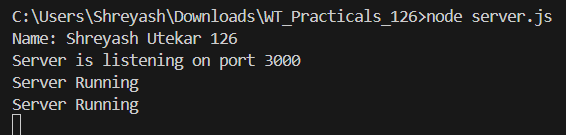 C:\Users\Shreyash\Downloads\WT_Practicals_126>node server.js
Name: Shreyash Utekar 126
Server is listening on port 3000
Server Running
Server Running